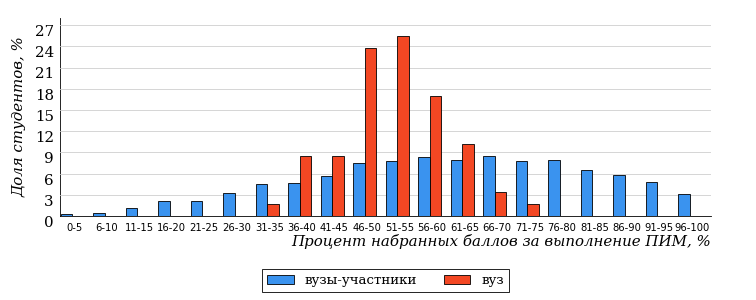 Доля студентов, %
27
24
21
18
15
12
9
6
3
0
0-5 6-10 11-15 16-20 21-25 26-30 31-35 36-40 41-45 46-50 51-55 56-60 61-65 66-70 71-75 76-80 81-85 86-90 91-95 96-100
Процент набранных баллов за выполнение ПИМ, %
вузы-участники вуз